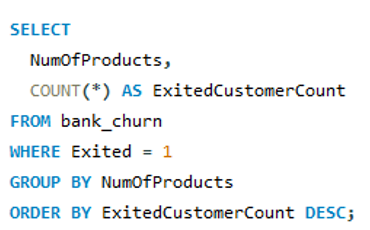 SELECT
NumOfProducts,
COUNT(*) AS ExitedCustomerCount
FROM bank_churn
WHERE Exited = 1
GROUP BY NumOfProducts
ORDER BY ExitedCustomerCount DESC;